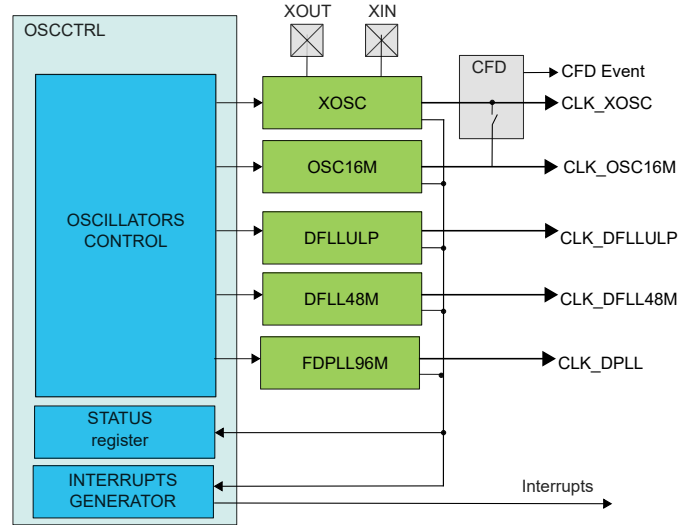 XOUT
XIN
OSCCTRL
CFD
CFD Event
XOSC
CLK_XOSC
OSC16M
CLK_OSC16M
OSCILLATORS
CONTROL
DFLLULP
CLK_DFLLULP
DFLL48M
CLK_DFLL48M
FDPLL96M
CLK_DPLL
STATUS
register
INTERRUPTS
GENERATOR
Interrupts